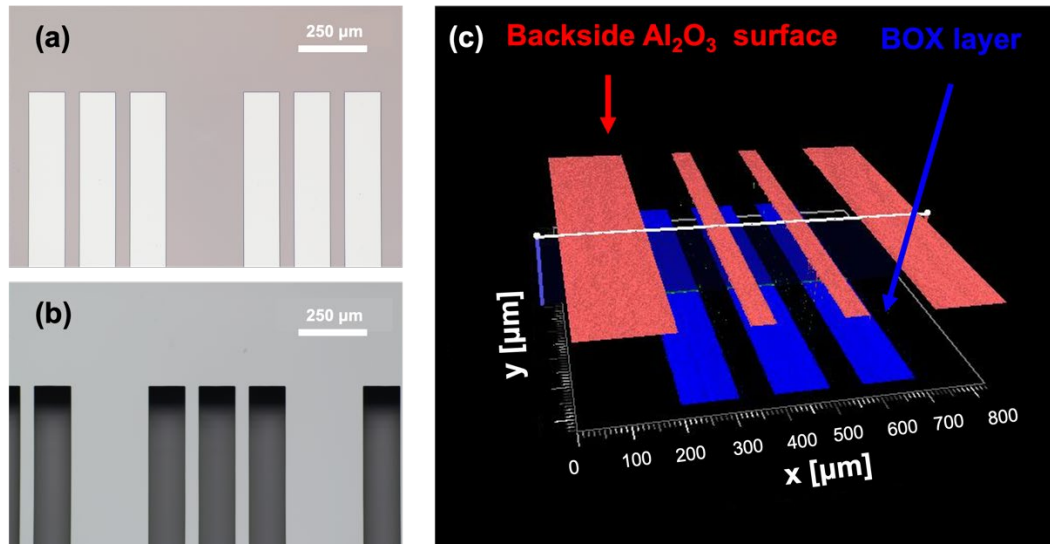 (a)
250 µm
(b)
250 µm
(c)
Backside Al₂O₃ surface
BOX layer
y [µm]
0 100 200 300 400 500 600 700 800
x [µm]